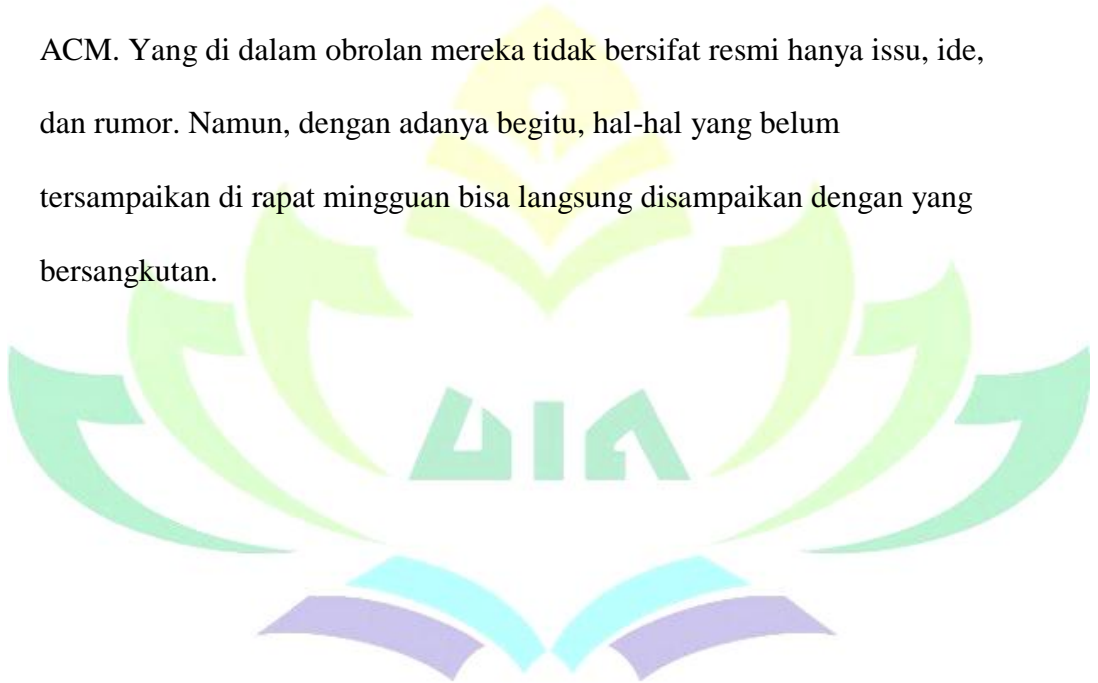 ACM. Yang di dalam obrolan mereka tidak bersifat resmi hanya issu, ide,
dan rumor. Namun, dengan adanya begitu, hal-hal yang belum
tersampaikan di rapat mingguan bisa langsung disampaikan dengan yang
bersangkutan.
UIN